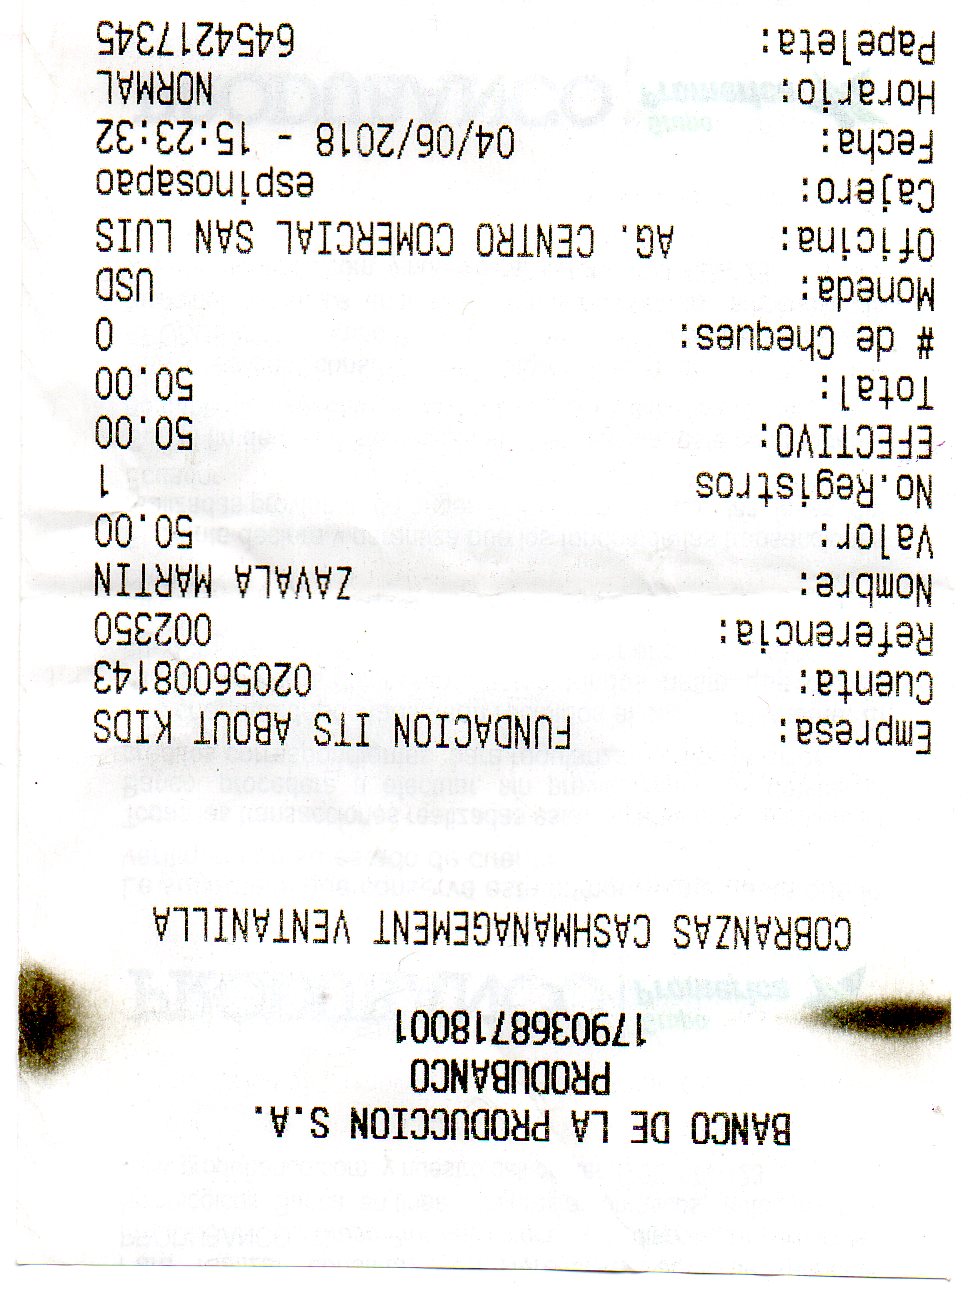 BANCO DE LA PRODUCCION S.A.
PRODUBANCO
1790368718001
COBRANZAS CASHMANAGEMENT VENTANILLA
Empresa: FUNDACION ITS ABOUT KIDS
Cuenta: 02056008143
Referencia: 002350
Nombre: ZAVALA MARTIN
Valor: 50.00
No.Registros 1
EFECTIVO: 50.00
Total: 50.00
# de Cheques: 0
Moneda: USD
Oficina: AG. CENTRO COMERCIAL SAN LUIS
Cajero: espinosapao
Fecha: 04/06/2018 - 15:23:32
Horario: NORMAL
Papeleta: 6454217345